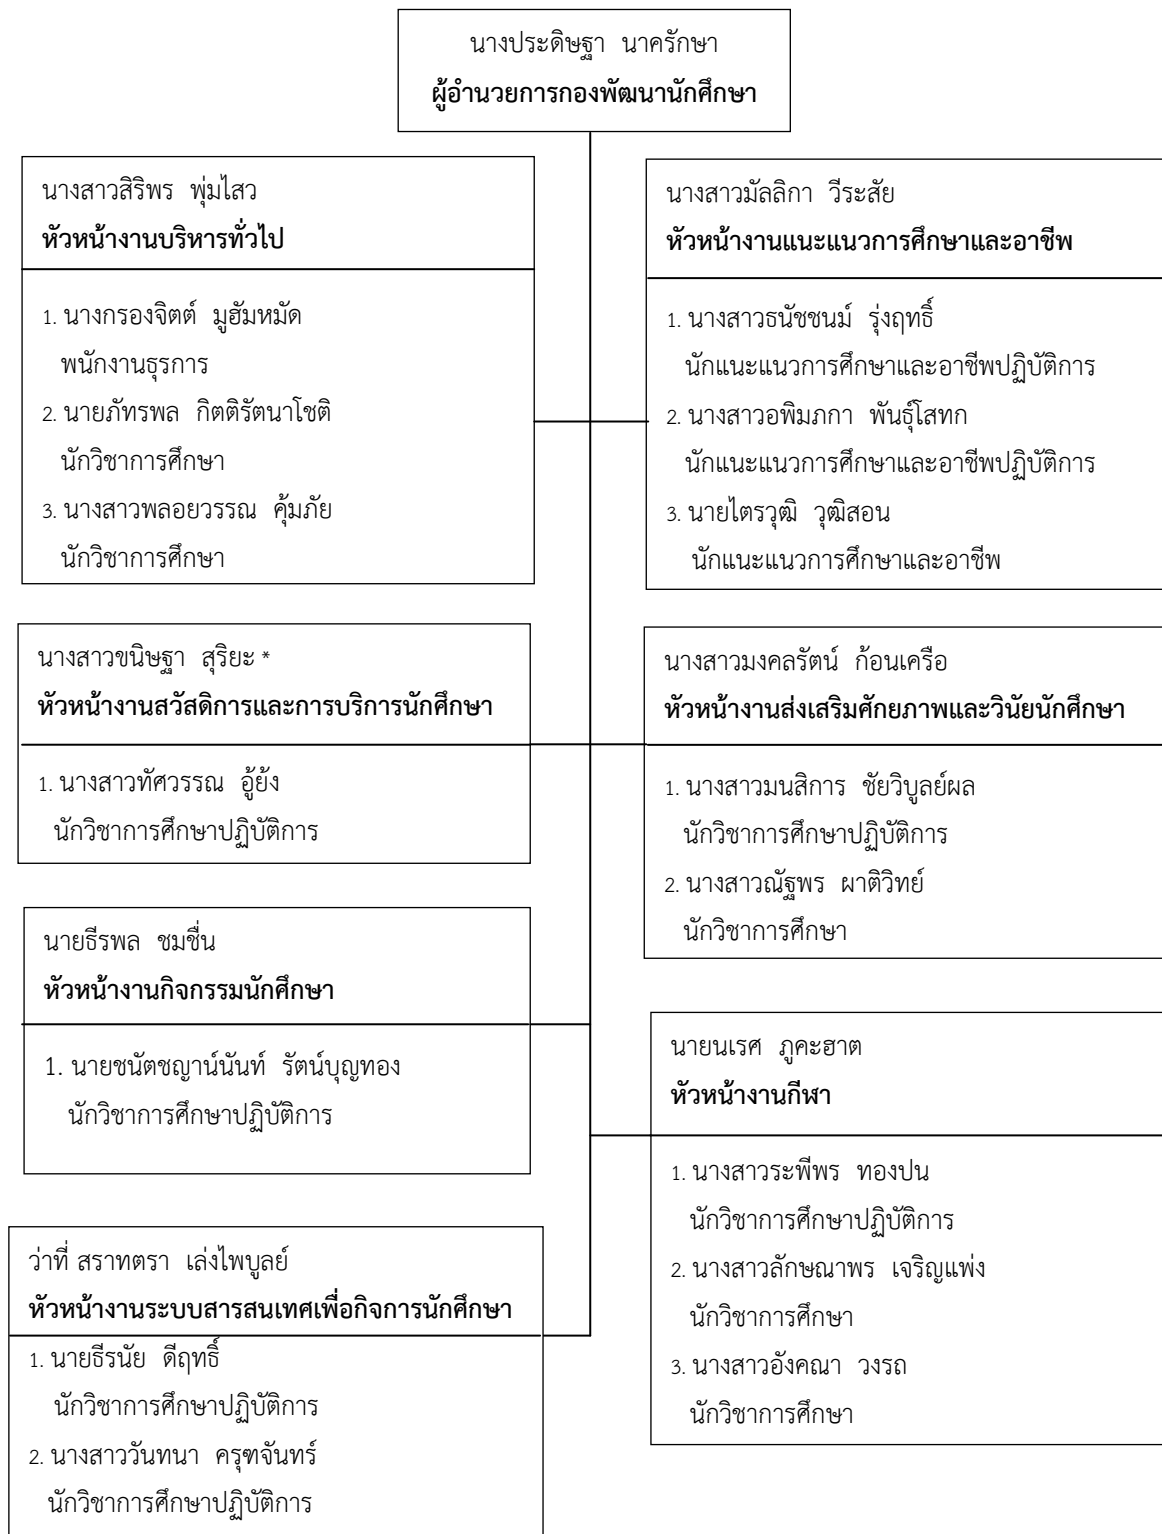 นางประดิษฐา นาครักษา
ผู้อำนวยการกองพัฒนานักศึกษา
นางสาวสิริพร พุ่มไสว
หัวหน้างานบริหารทั่วไป
1. นางกรองจิตต์ มูฮัมหมัด
พนักงานธุรการ
2. นายภัทรพล กิตติรัตนาโชติ
นักวิชาการศึกษา
3. นางสาวพลอยวรรณ คุ้มภัย
นักวิชาการศึกษา
นางสาวมัลลิกา วีระสัย
หัวหน้างานแนะแนวการศึกษาและอาชีพ
1. นางสาวธนัชชนม์ รุ่งฤทธิ์
นักแนะแนวการศึกษาและอาชีพปฏิบัติการ
2. นางสาวอพิมภกา พันธุ์โสทก
นักแนะแนวการศึกษาและอาชีพปฏิบัติการ
3. นายไตรวุฒิ วุฒิสอน
นักแนะแนวการศึกษาและอาชีพ
นางสาวขนิษฐา สุริยะ *
หัวหน้างานสวัสดิการและการบริการนักศึกษา
1. นางสาวทัศวรรณ อู้ยัง
นักวิชาการศึกษาปฏิบัติการ
นางสาวมงคลรัตน์ ก้อนเครือ
หัวหน้างานส่งเสริมศักยภาพและวินัยนักศึกษา
1. นางสาวมนสิการ ชัยวิบูลย์ผล
นักวิชาการศึกษาปฏิบัติการ
2. นางสาวณัฐพร ผาติวิทย์
นักวิชาการศึกษา
นายธีรพล ชมชื่น
หัวหน้างานกิจกรรมนักศึกษา
1. นายชนัตชญาน์นันท์ รัตน์บุญทอง
นักวิชาการศึกษาปฏิบัติการ
นายนเรศ ภูคะฮาต
หัวหน้างานกีฬา
1. นางสาวระพีพร ทองปน
นักวิชาการศึกษาปฏิบัติการ
2. นางสาวลักษณาพร เจริญแพ่ง
นักวิชาการศึกษา
3. นางสาวอังคณา วงรถ
นักวิชาการศึกษา
ว่าที่ สราทตรา เล่งไพบูลย์
หัวหน้างานระบบสารสนเทศเพื่อกิจการนักศึกษา
1. นายธีรนัย ดีฤทธิ์
นักวิชาการศึกษาปฏิบัติการ
2. นางสาววันทนา ครุฑจันทร์
นักวิชาการศึกษาปฏิบัติการ